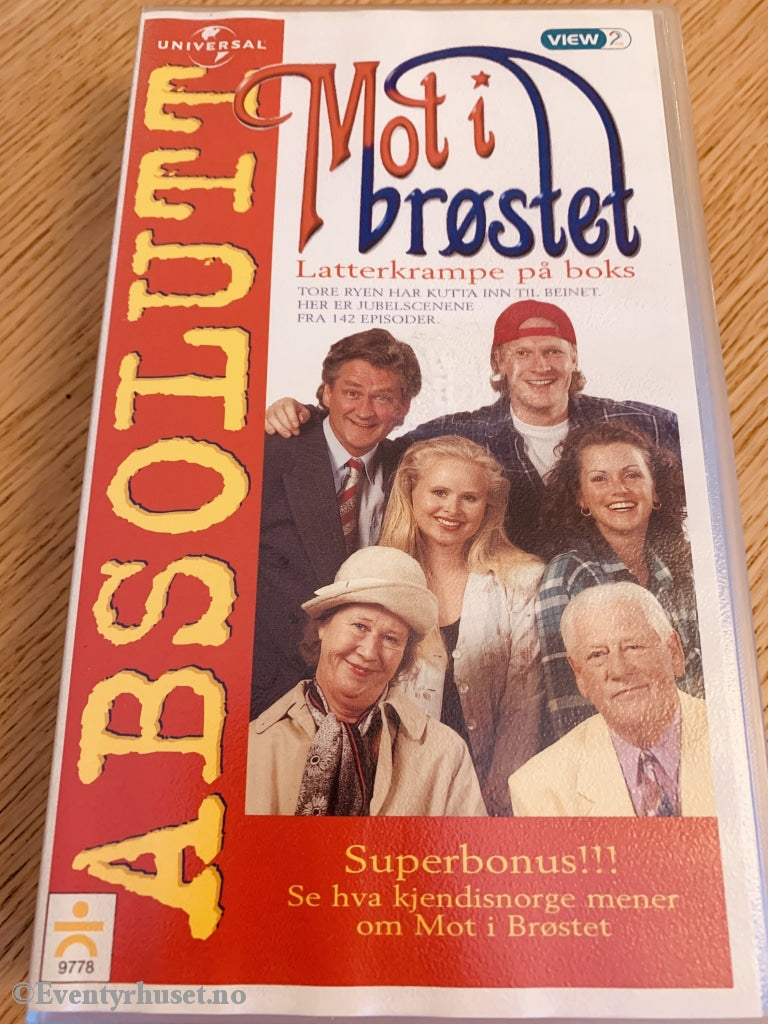 UNIVERSAL
VIEW 2
ABSOLUTT
Mot i
brøstet
Latterkrampe på boks
TORE RYEN HAR KUTTA INN TIL BEINET.
HER ER JUBELSCENENE
FRA 142 EPISODER.
Superbonus!!!
Se hva kjendisnorge mener
om Mot i Brøstet
9778
©Eventyrhuset.no